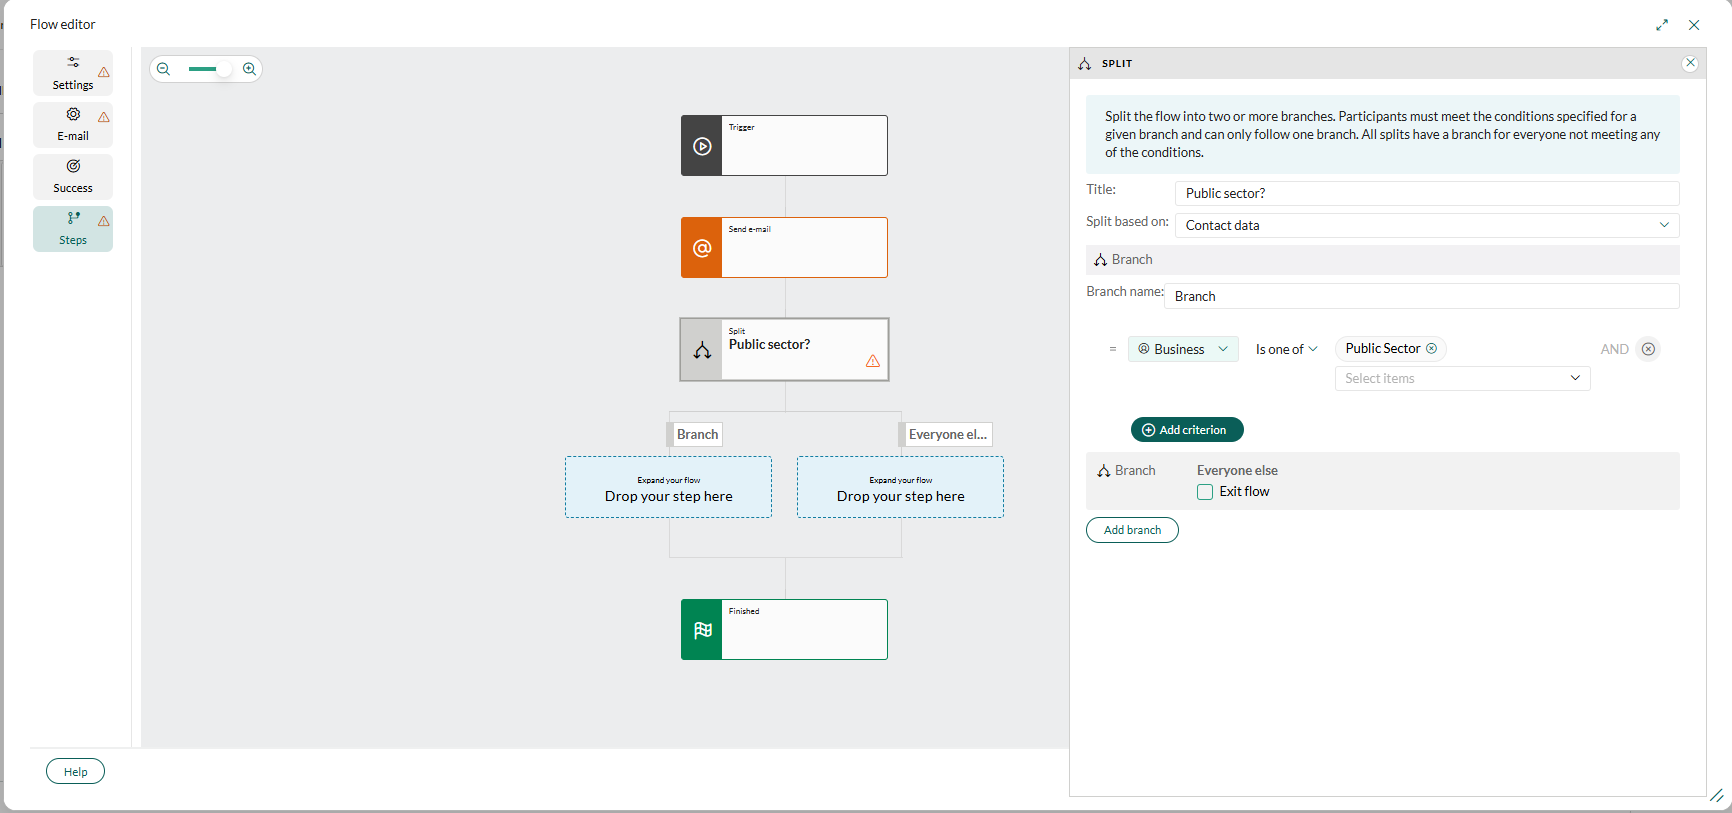 Flow editor
Settings
E-mail
Success
Steps
Trigger
Send e-mail
Split
Public sector?
Branch
Everyone el...
Expand your flow
Drop your step here
Expand your flow
Drop your step here
Finished
Help
SPLIT
Split the flow into two or more branches. Participants must meet the conditions specified for a
given branch and can only follow one branch. All splits have a branch for everyone not meeting any
of the conditions.
Title:
Public sector?
Split based on:
Contact data
Branch
Branch name:
Branch
= Business Is one of Public Sector AND
Select items
Add criterion
Branch
Everyone else
Exit flow
Add branch